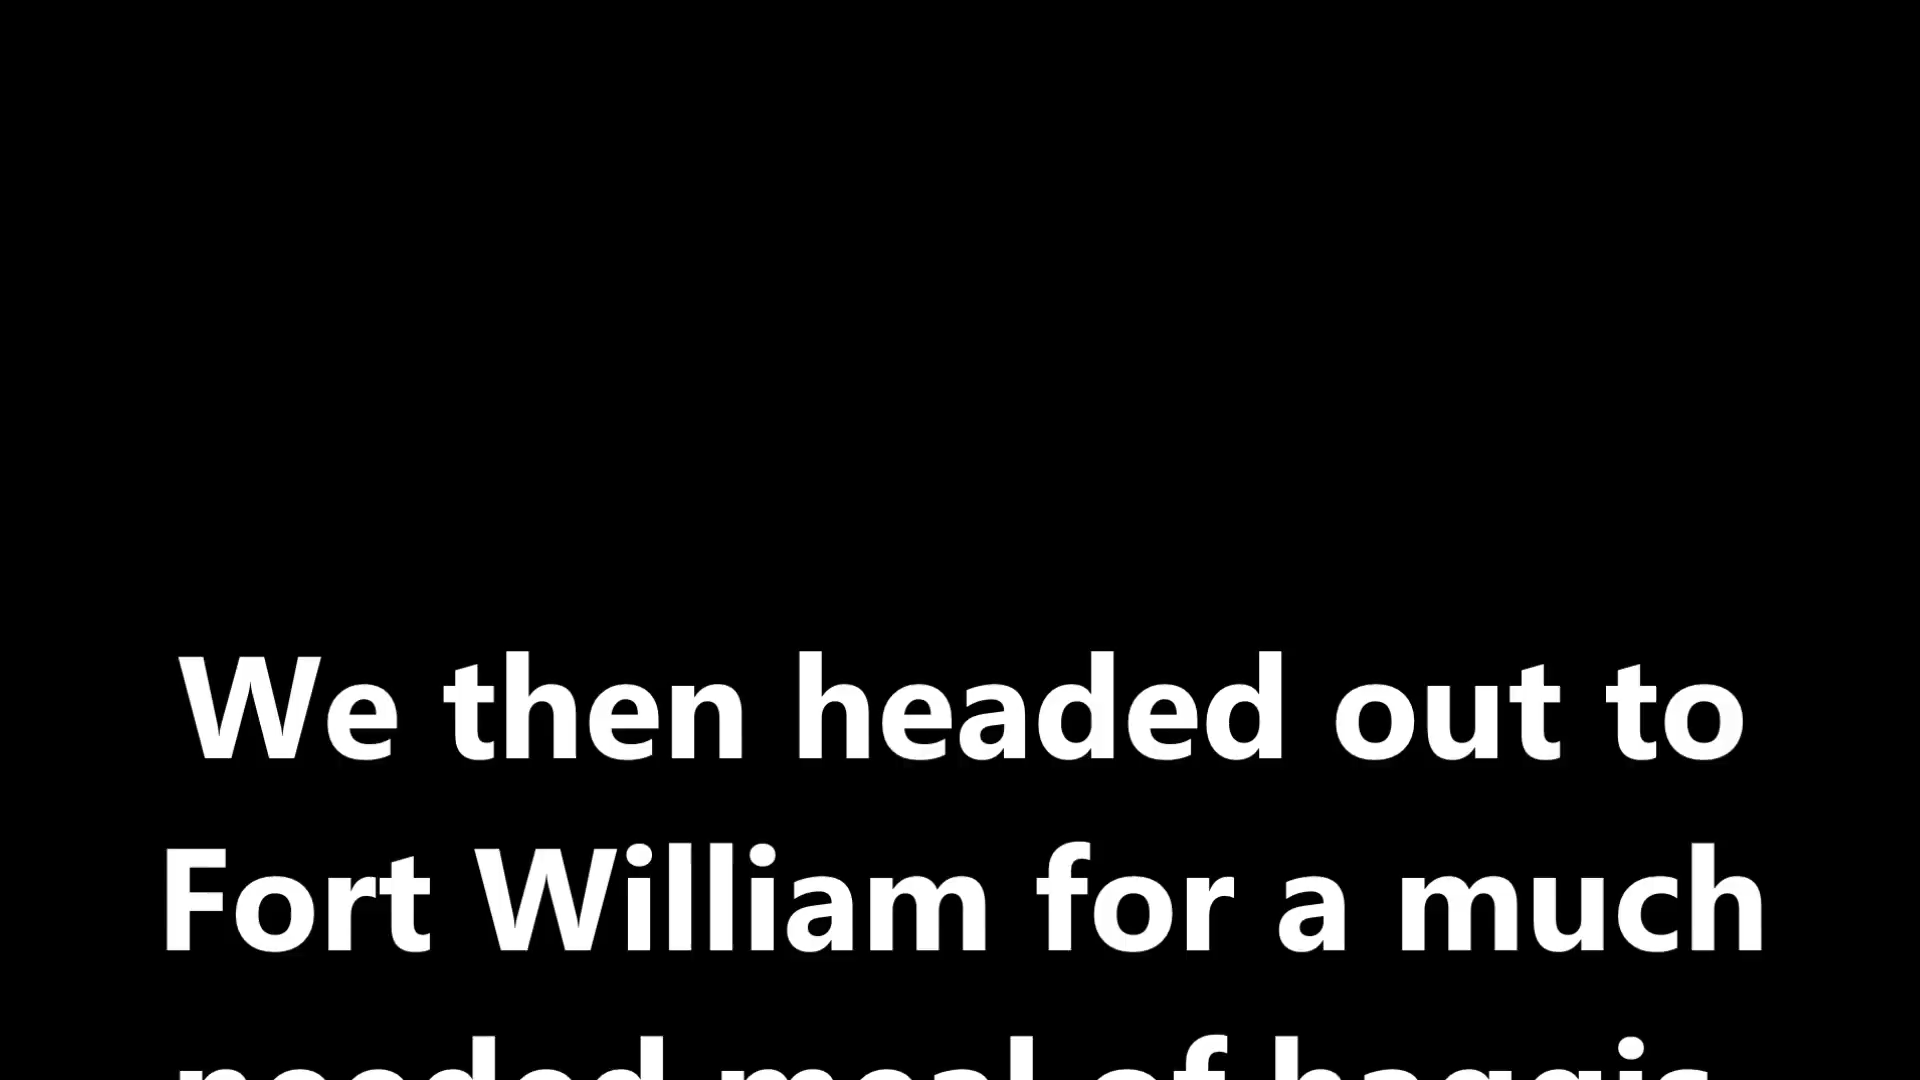 We then headed out to
Fort William for a much
needed meal of haggis